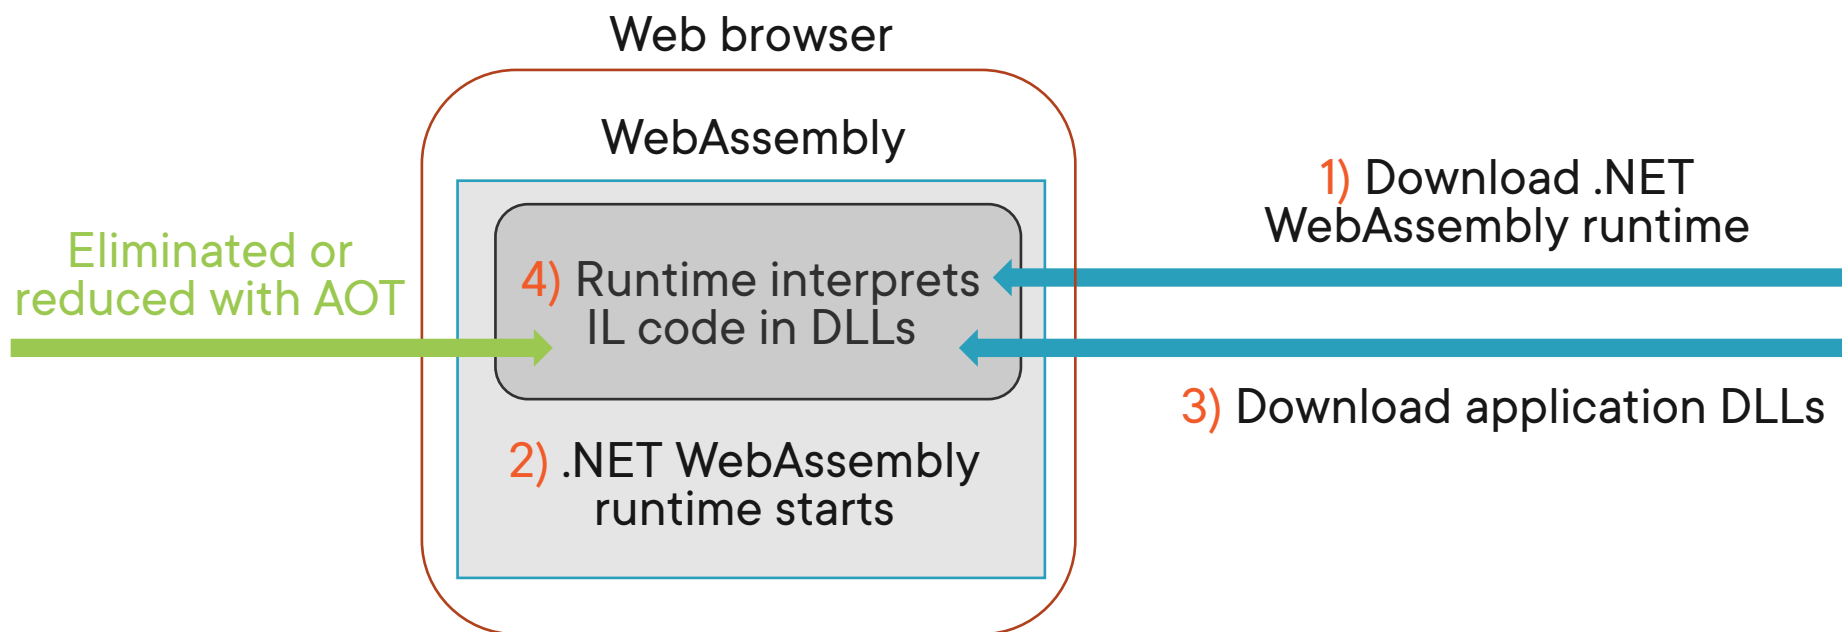 Web browser
WebAssembly
1) Download .NET
WebAssembly runtime
Eliminated or
reduced with AOT
4) Runtime interprets
IL code in DLLs
3) Download application DLLs
2) .NET WebAssembly
runtime starts